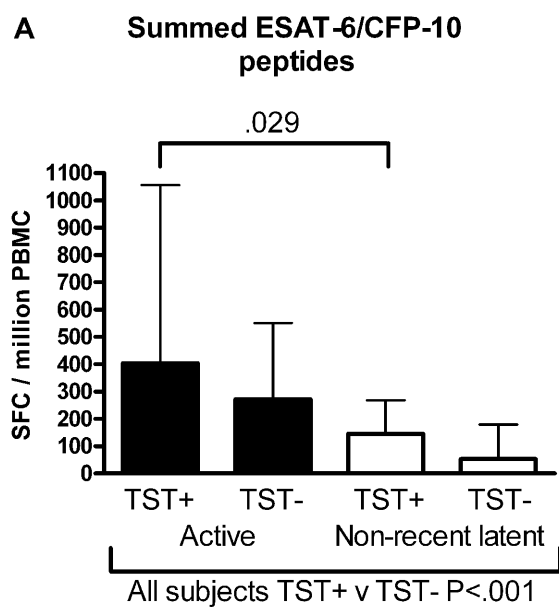 A
Summed ESAT-6/CFP-10
peptides
.029
SFC / million PBMC
1100
1000
900
800
700
600
500
400
300
200
100
0
TST+ TST- TST+ TST-
Active Non-recent latent
All subjects TST+ v TST- P<.001